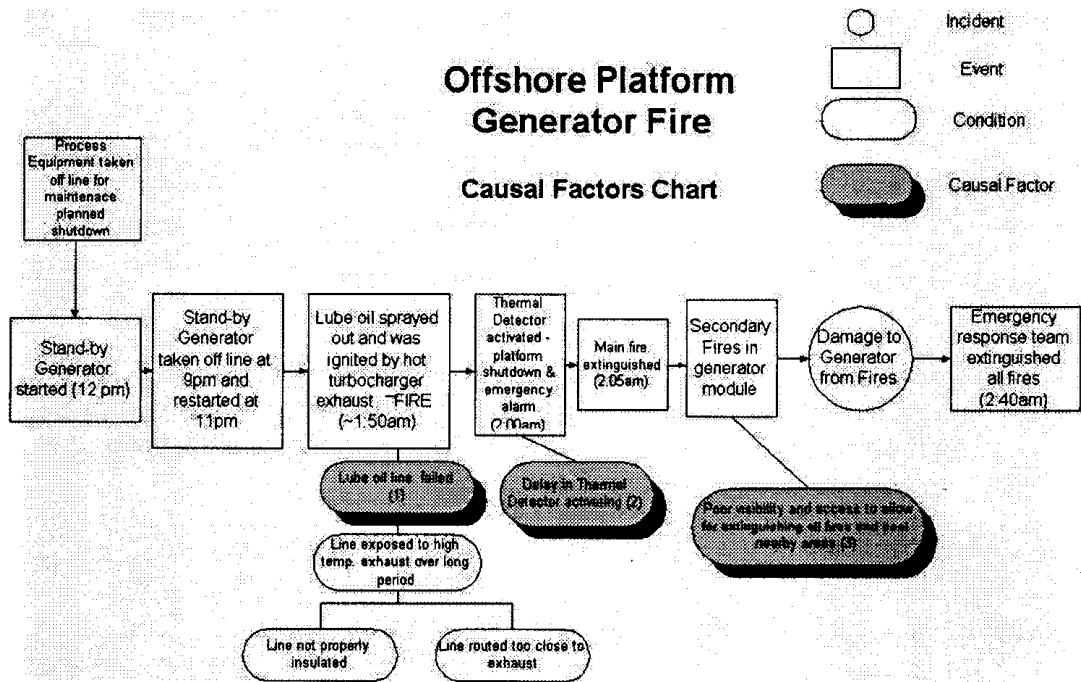 Offshore Platform
Generator Fire
Causal Factors Chart
Incident
Event
Condition
Causal Factor
Process
Equipment taken
off line for
maintenace
planned
shutdown
Stand-by
Generator
started (12 pm)
Stand-by
Generator
taken off line at
9pm and
restarted at
11pm
Lube oil sprayed
out and was
ignited by hot
turbocharger
exhaust - FIRE
(~1:50am)
Thermal
Detector
activated -
platform
shutdown &
emergency
alarm
(2:00am)
Main fire
extinguished
(2:05am)
Secondary
Fires in
generator
module
Damage to
Generator
from Fires
Emergency
response team
extinguished
all fires
(2:40am)
Lube oil line failed
(1)
Delay in Thermal
Detector activating (2)
Poor visibility and access to allow
for extinguishing all fires and
nearby areas (3)
Line exposed to high
temp. exhaust over long
period
Line not properly
insulated
Line routed too close to
exhaust